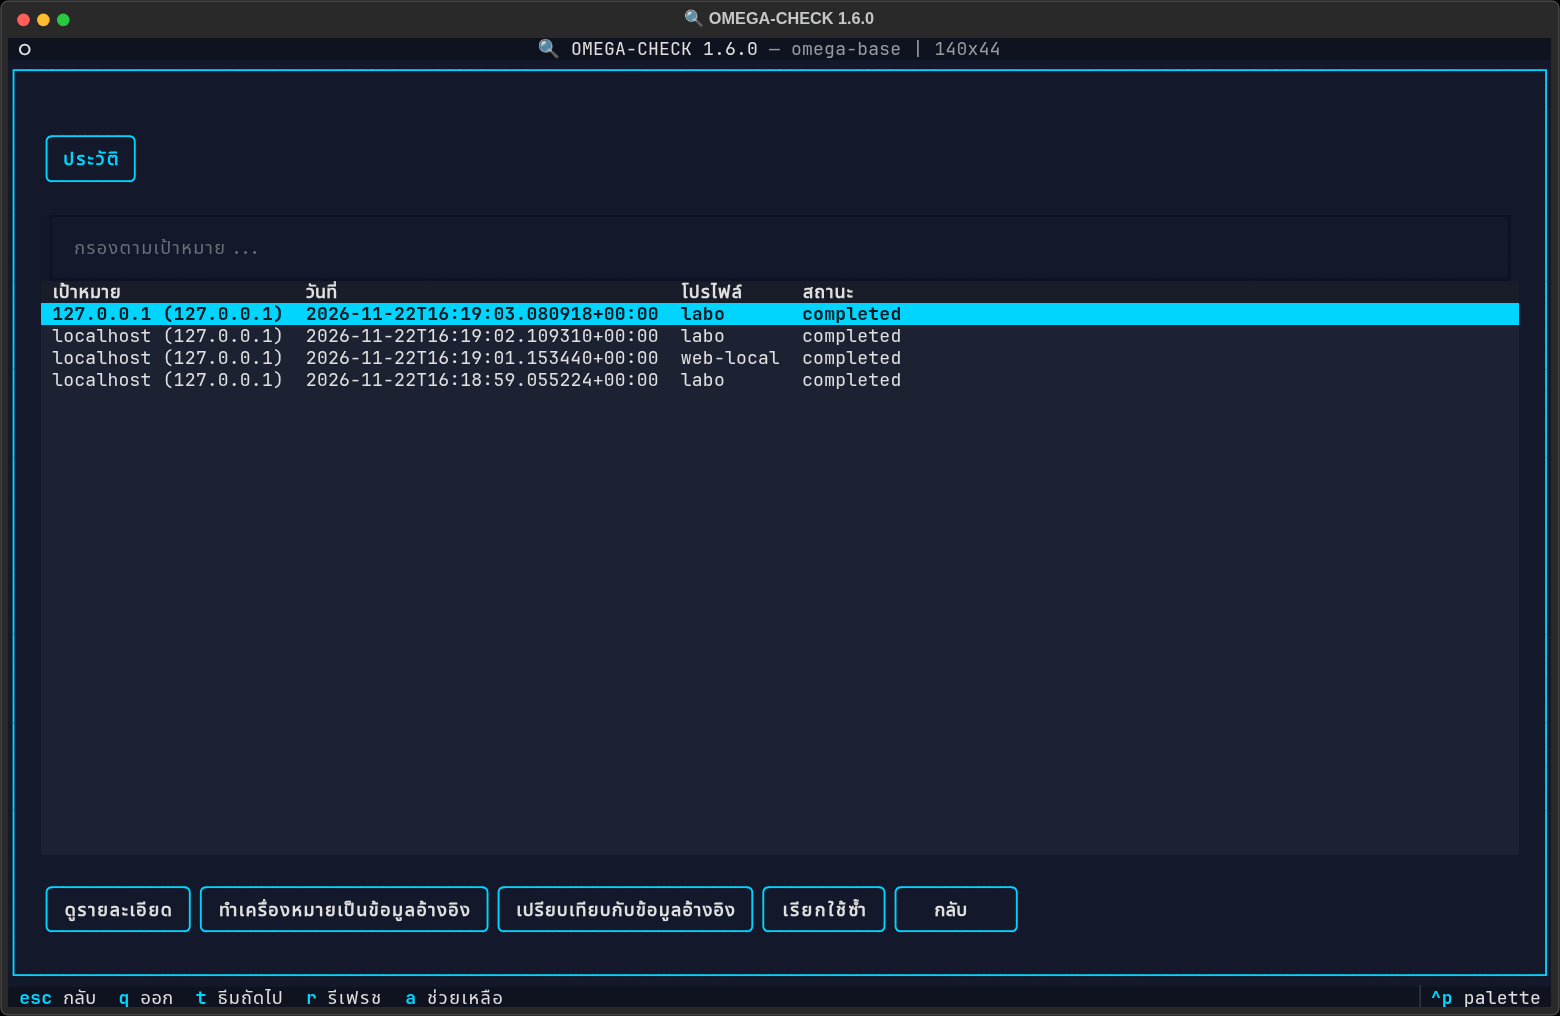 🔍 OMEGA-CHECK 1.6.0
🔍 OMEGA-CHECK 1.6.0 — omega-base | 140x44
ประวัติ
กรองตามเป้าหมาย ...
เป้าหมาย วันที่ โปรไฟล์ สถานะ
127.0.0.1 (127.0.0.1) 2026-11-22T16:19:03.080918+00:00 labo completed
localhost (127.0.0.1) 2026-11-22T16:19:02.109310+00:00 labo completed
localhost (127.0.0.1) 2026-11-22T16:19:01.153440+00:00 web-local completed
localhost (127.0.0.1) 2026-11-22T16:18:59.055224+00:00 labo completed
ดูรายละเอียด ทำเครื่องหมายเป็นข้อมูลอ้างอิง เปรียบเทียบกับข้อมูลอ้างอิง เรียกใช้ซ้ำ กลับ
esc กลับ q ออก t ธีมถัดไป r รีเฟรช a ช่วยเหลือ ^p palette